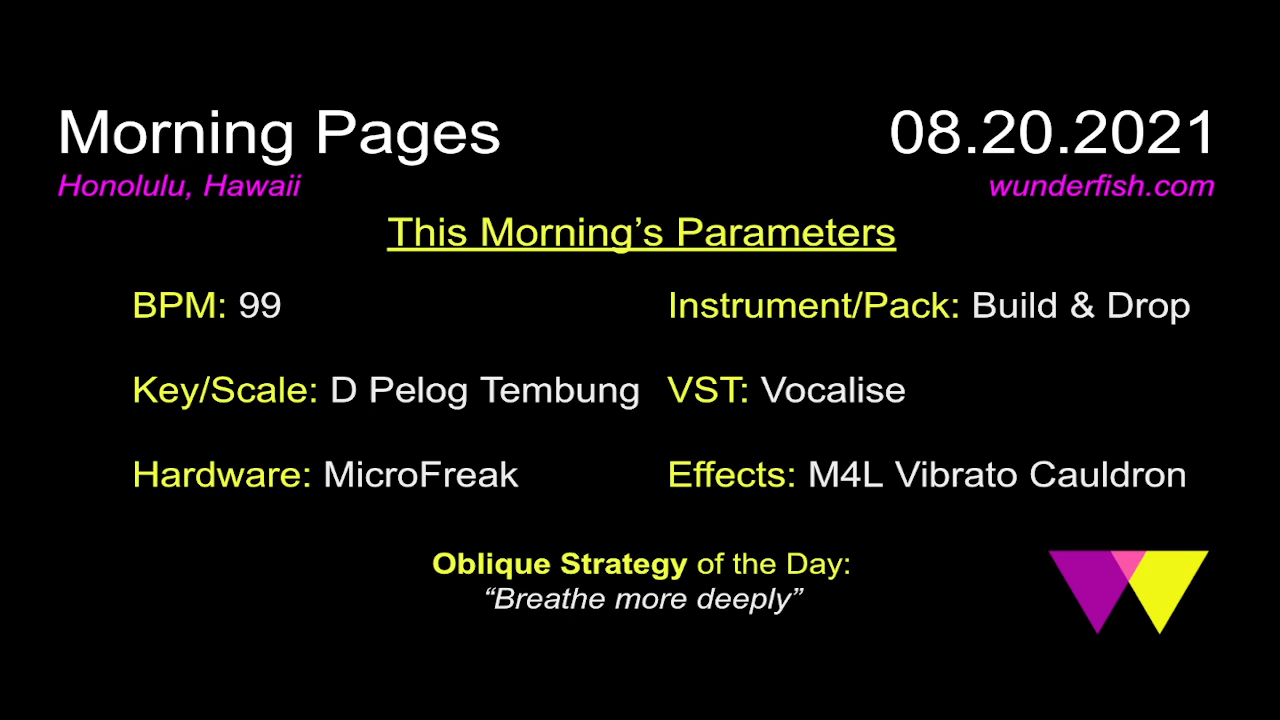 Morning Pages 08.20.2021
Honolulu, Hawaii wunderfish.com
This Morning’s Parameters
BPM: 99 Instrument/Pack: Build & Drop
Key/Scale: D Pelog Tembung VST: Vocalise
Hardware: MicroFreak Effects: M4L Vibrato Cauldron
Oblique Strategy of the Day:
“Breathe more deeply”